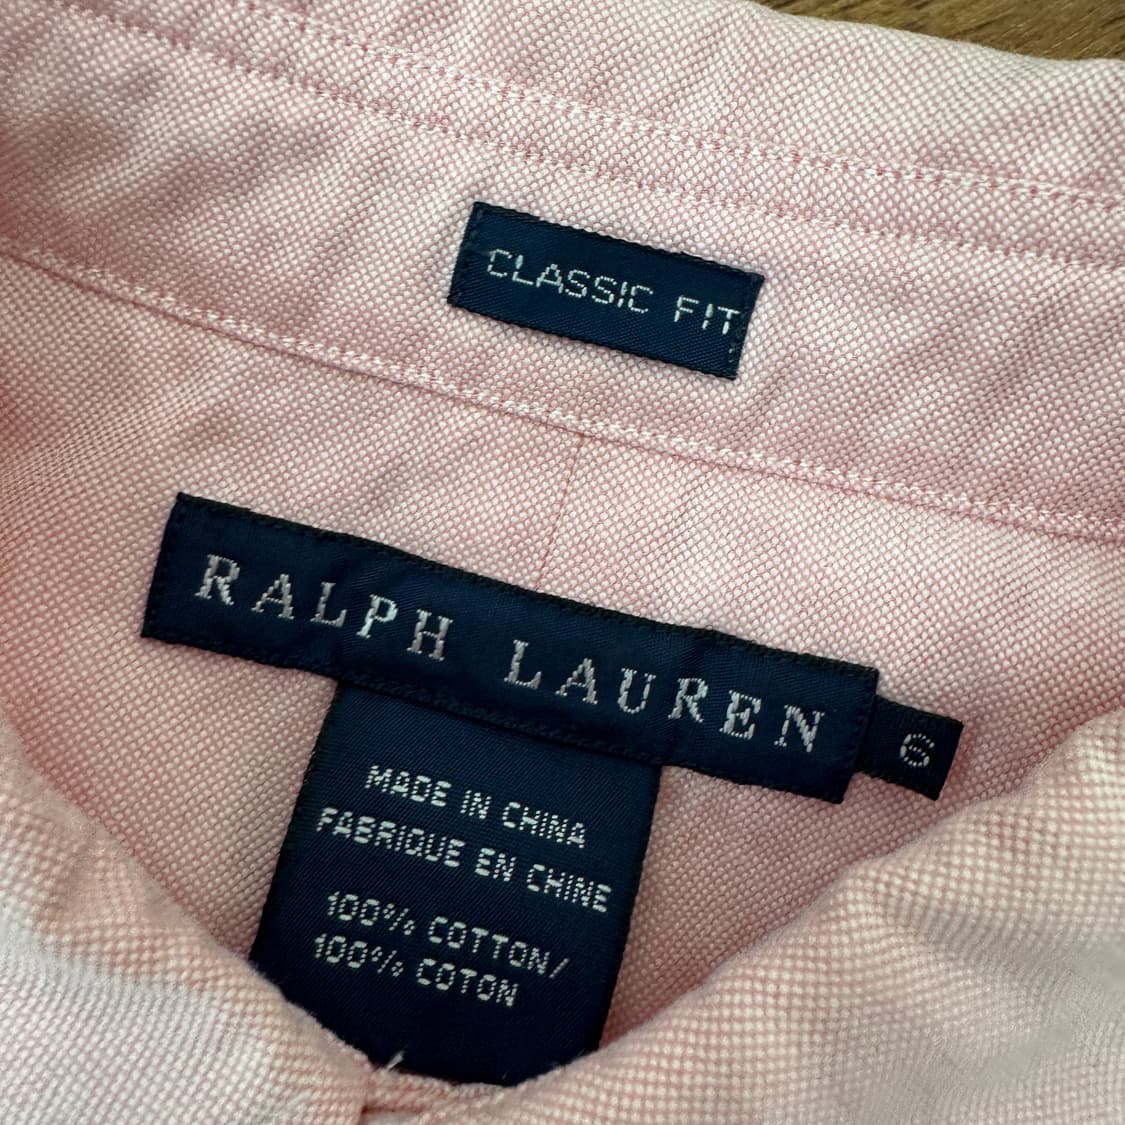 CLASSIC FIT
RALPH LAUREN
6
MADE IN CHINA
FABRIQUE EN CHINE
100% COTTON/
100% COTON